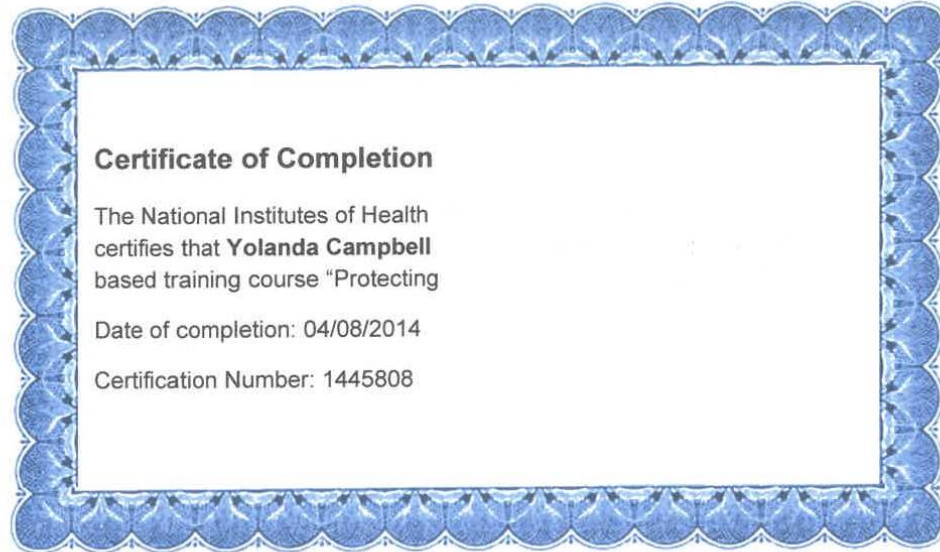 Certificate of Completion
The National Institutes of Health
certifies that Yolanda Campbell
based training course “Protecting
Date of completion: 04/08/2014
Certification Number: 1445808